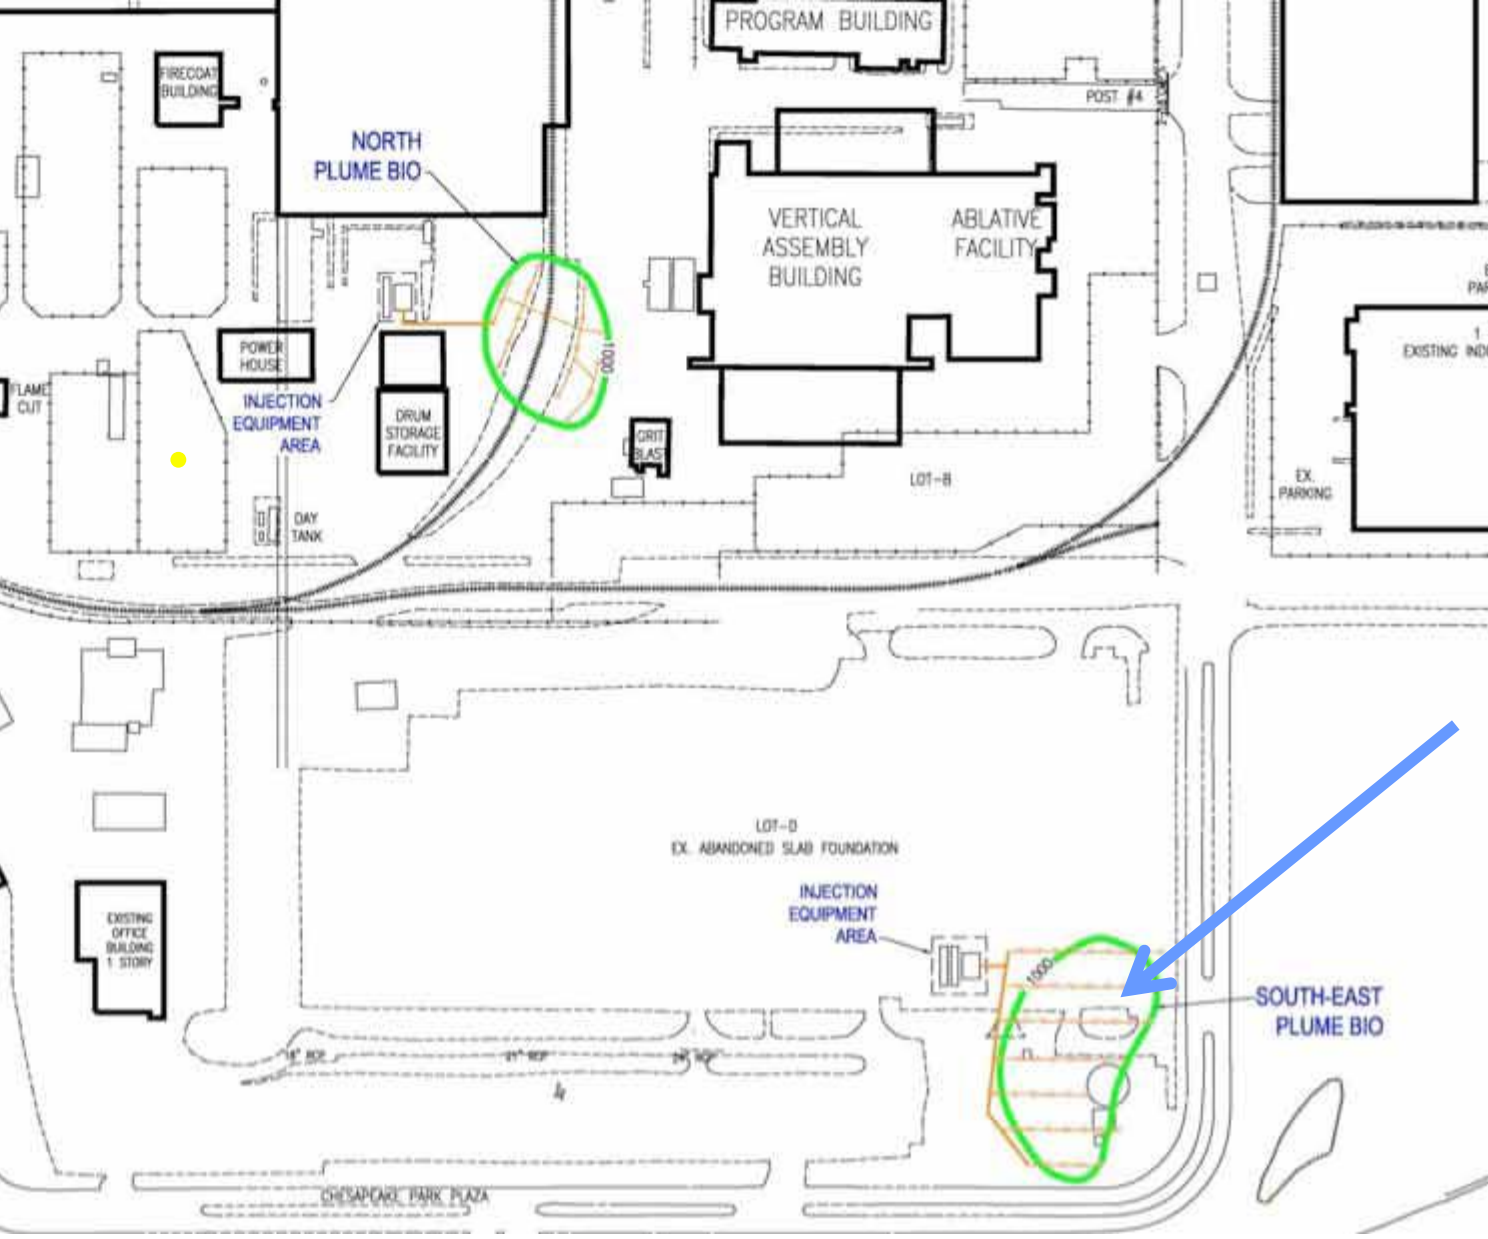 PROGRAM BUILDING
FIRECOAT
BUILDING
POST #4
NORTH
PLUME BIO
VERTICAL
ASSEMBLY
BUILDING
ABLATIVE
FACILITY
1000
POWER
HOUSE
FLAME
CUT
INJECTION
EQUIPMENT
AREA
DRUM
STORAGE
FACILITY
GRIT
BLAST
LOT-B
EX.
PARKING
1
EXISTING
DAY
TANK
LOT-D
EX. ABANDONED SLAB FOUNDATION
INJECTION
EQUIPMENT
AREA
1000
EXISTING
OFFICE
BUILDING
1 STORY
SOUTH-EAST
PLUME BIO
CHESAPEAKE PARK PLAZA